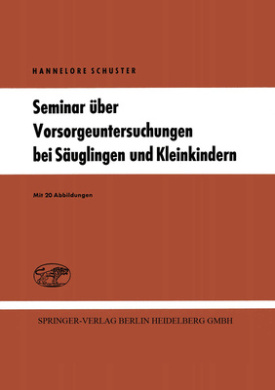 HANNELORE SCHUSTER
Seminar über
Vorsorgeuntersuchungen
bei Säuglingen und Kleinkindern
Mit 20 Abbildungen
SPRINGER-VERLAG BERLIN HEIDELBERG GMBH